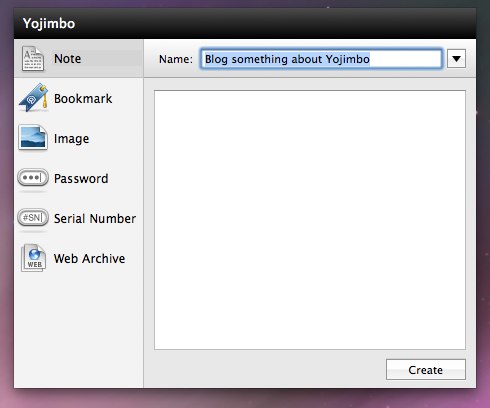 Yojimbo
Note
Name: Blog something about Yojimbo
Bookmark
Image
Password
#SN
Serial Number
WEB
Web Archive
Create